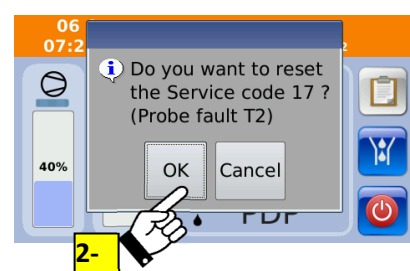 06
07:2
2
Do you want to reset
the Service code 17 ?
(Probe fault T2)
40%
OK Cancel
PDP
2-